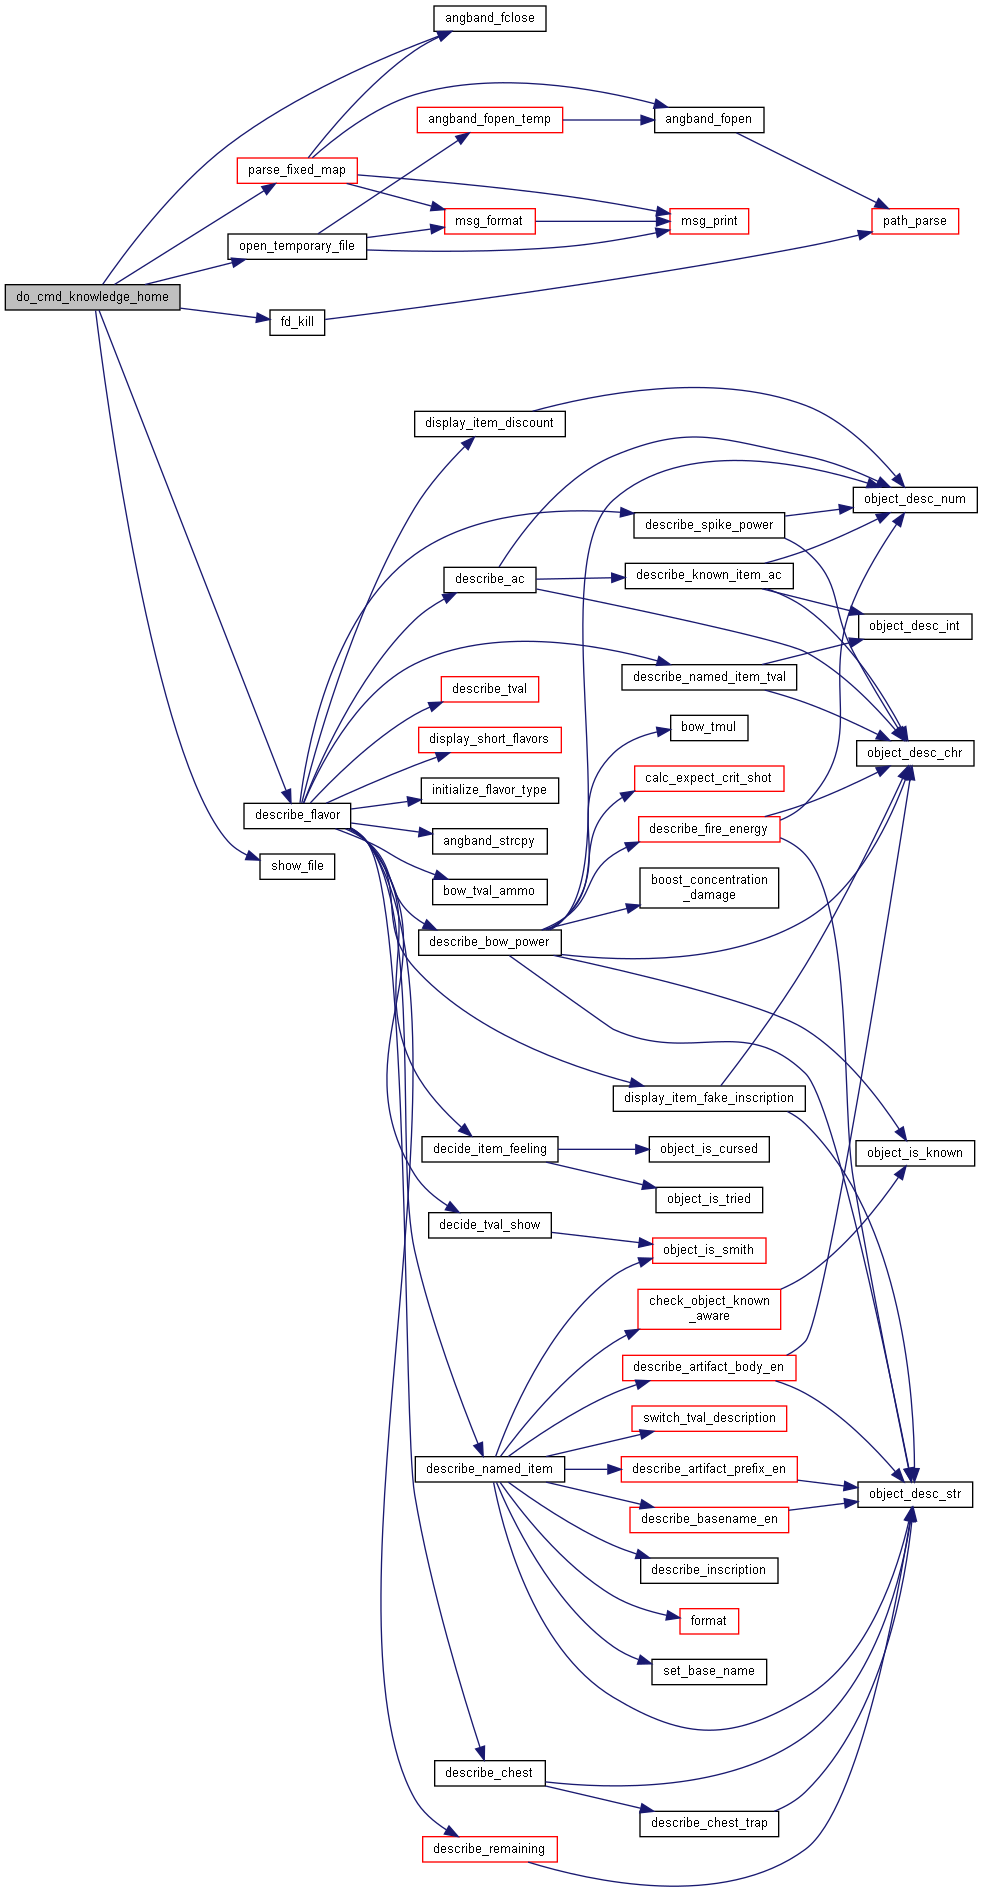 angband_fclose
angband_fopen_temp
angband_fopen
parse_fixed_map
msg_format
msg_print
path_parse
open_temporary_file
do_cmd_knowledge_home
fd_kill
display_item_discount
object_desc_num
describe_spike_power
describe_ac
describe_known_item_ac
object_desc_int
describe_named_item_tval
describe_tval
bow_tmul
display_short_flavors
object_desc_chr
calc_expect_crit_shot
initialize_flavor_type
describe_flavor
describe_fire_energy
angband_strcpy
show_file
boost_concentration
_damage
bow_tval_ammo
describe_bow_power
display_item_fake_inscription
decide_item_feeling
object_is_cursed
object_is_known
object_is_tried
decide_tval_show
object_is_smith
check_object_known
_aware
describe_artifact_body_en
switch_tval_description
describe_named_item
describe_artifact_prefix_en
object_desc_str
describe_basename_en
describe_inscription
format
set_base_name
describe_chest
describe_chest_trap
describe_remaining